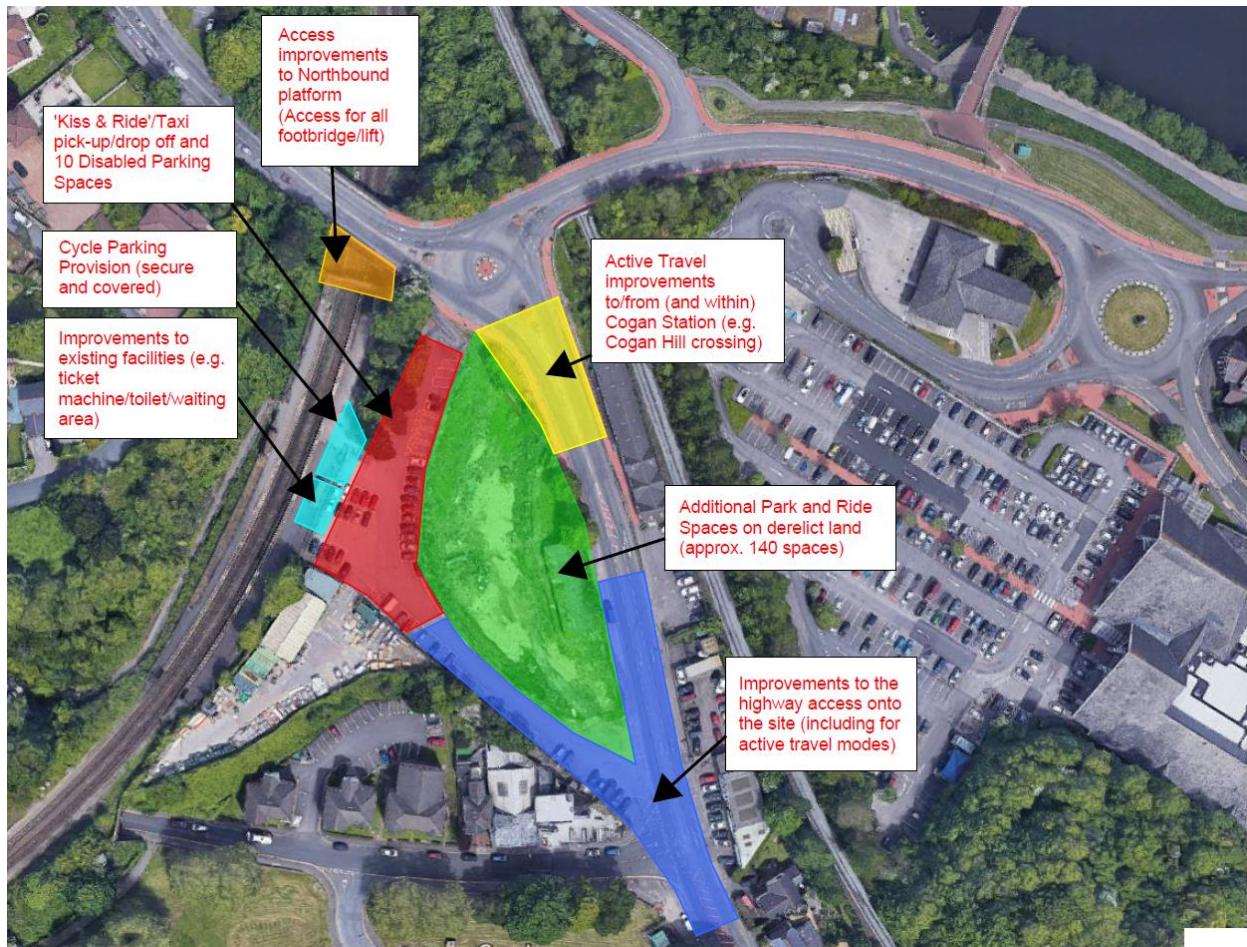 Access
improvements
to Northbound
platform
(Access for all
footbridge/lift)
'Kiss & Ride'/Taxi
pick-up/drop off and
10 Disabled Parking
Spaces
Cycle Parking
Provision (secure
and covered)
Improvements to
existing facilities (e.g.
ticket
machine/toilet/waiting
area)
Active Travel
improvements
to/from (and within)
Cogan Station (e.g.
Cogan Hill crossing)
Additional Park and Ride
Spaces on derelict land
(approx. 140 spaces)
Improvements to the
highway access onto
the site (including for
active travel modes)